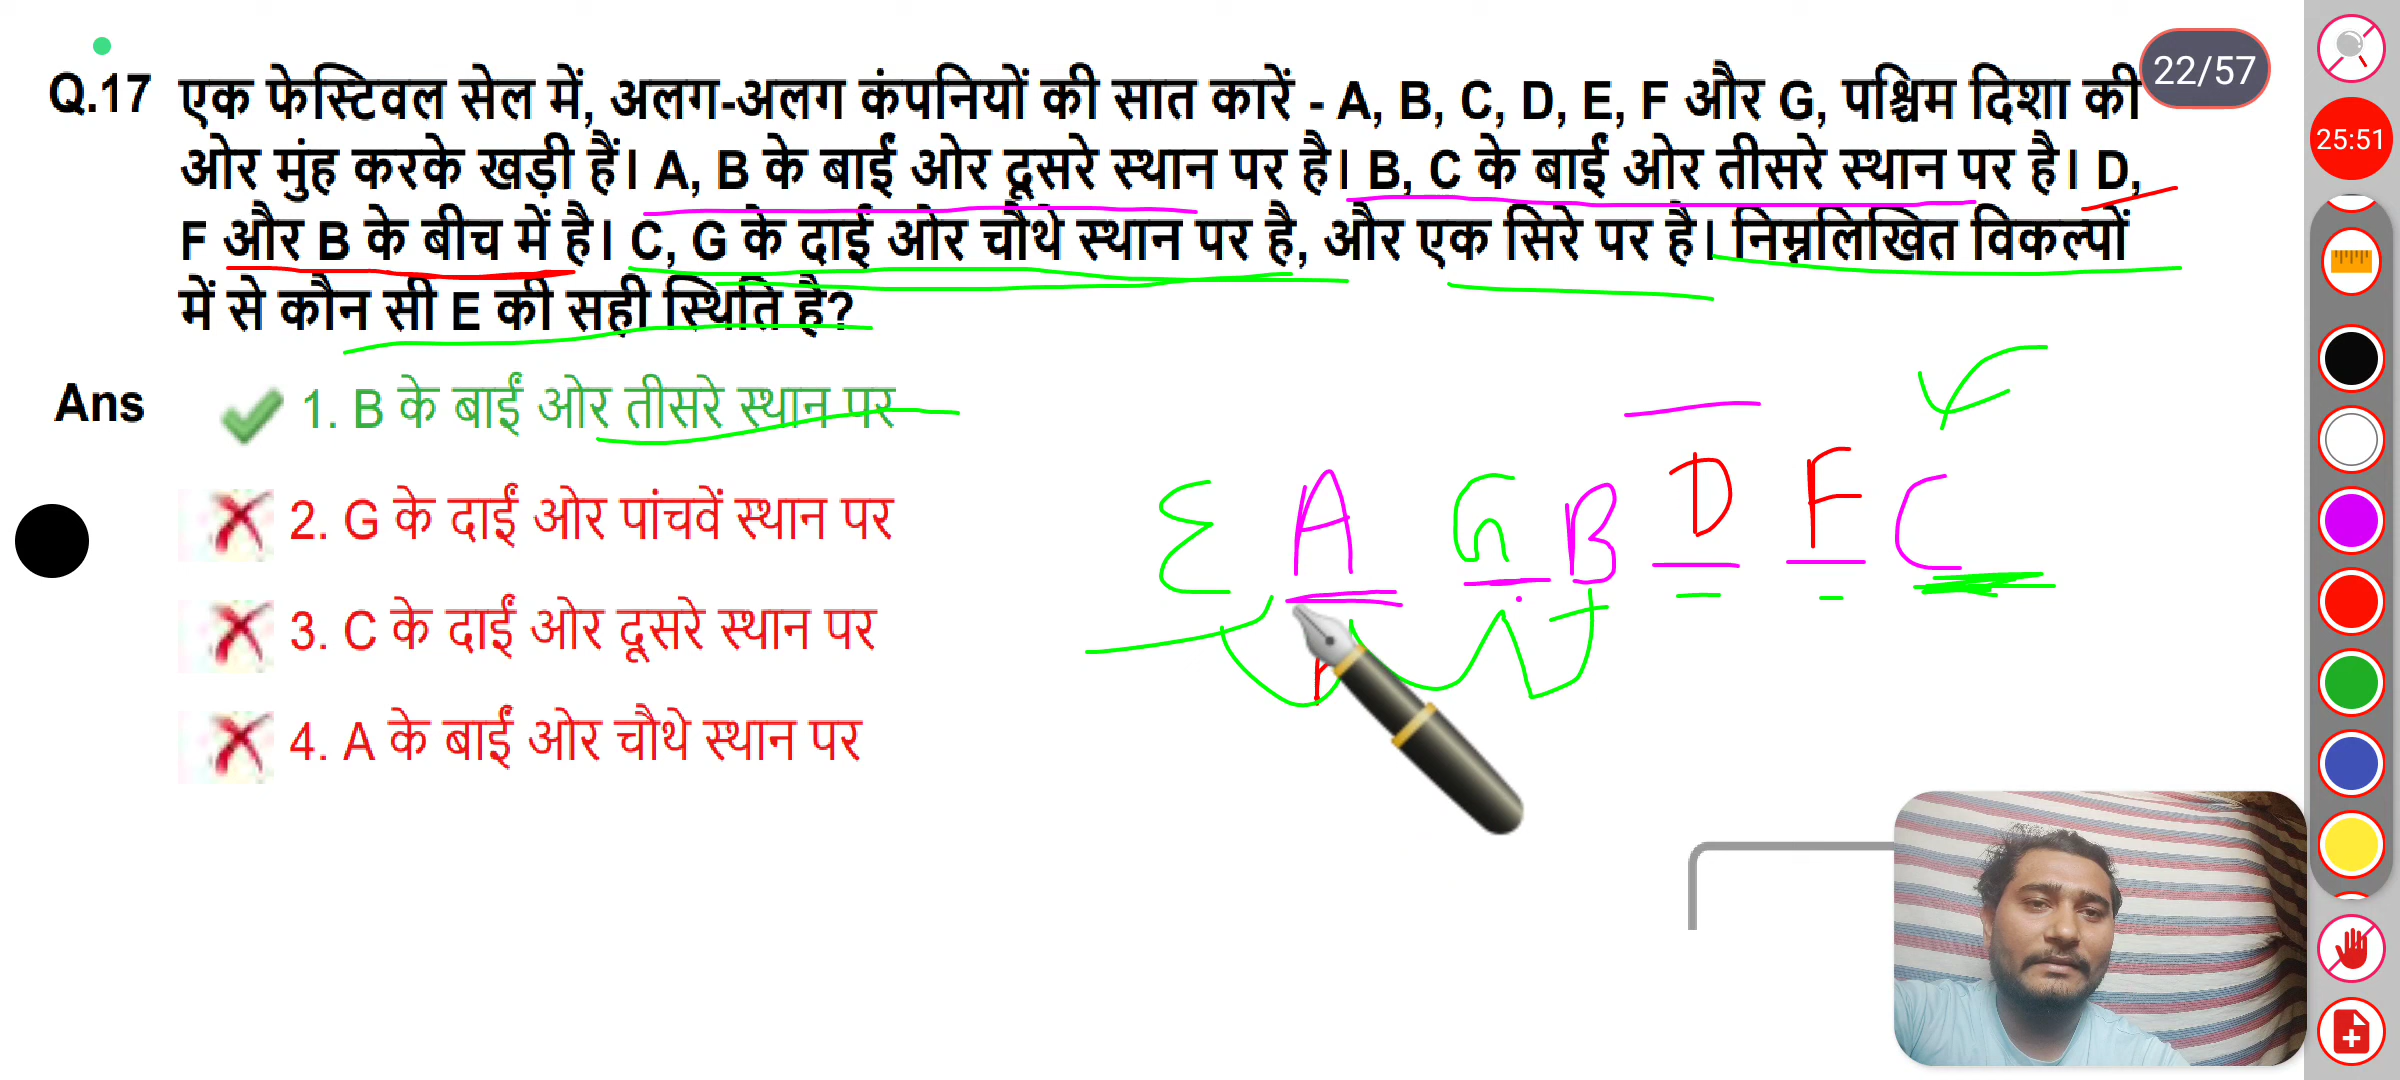 22/57
25:51
Q.17 एक फेस्टिवल सेल में, अलग-अलग कंपनियों की सात कारें - A, B, C, D, E, F और G, पश्चिम दिशा की
ओर मुंह करके खड़ी हैं। A, B के बाईं ओर दूसरे स्थान पर है। B, C के बाईं ओर तीसरे स्थान पर है। D,
F और B के बीच में है। C, G के दाईं ओर चौथे स्थान पर है, और एक सिरे पर है। निम्नलिखित विकल्पों
में से कौन सी E की सही स्थिति है?
Ans 1. B के बाईं ओर तीसरे स्थान पर
2. G के दाईं ओर पांचवें स्थान पर
3. C के दाईं ओर दूसरे स्थान पर
4. A के बाईं ओर चौथे स्थान पर
E A G B D F C